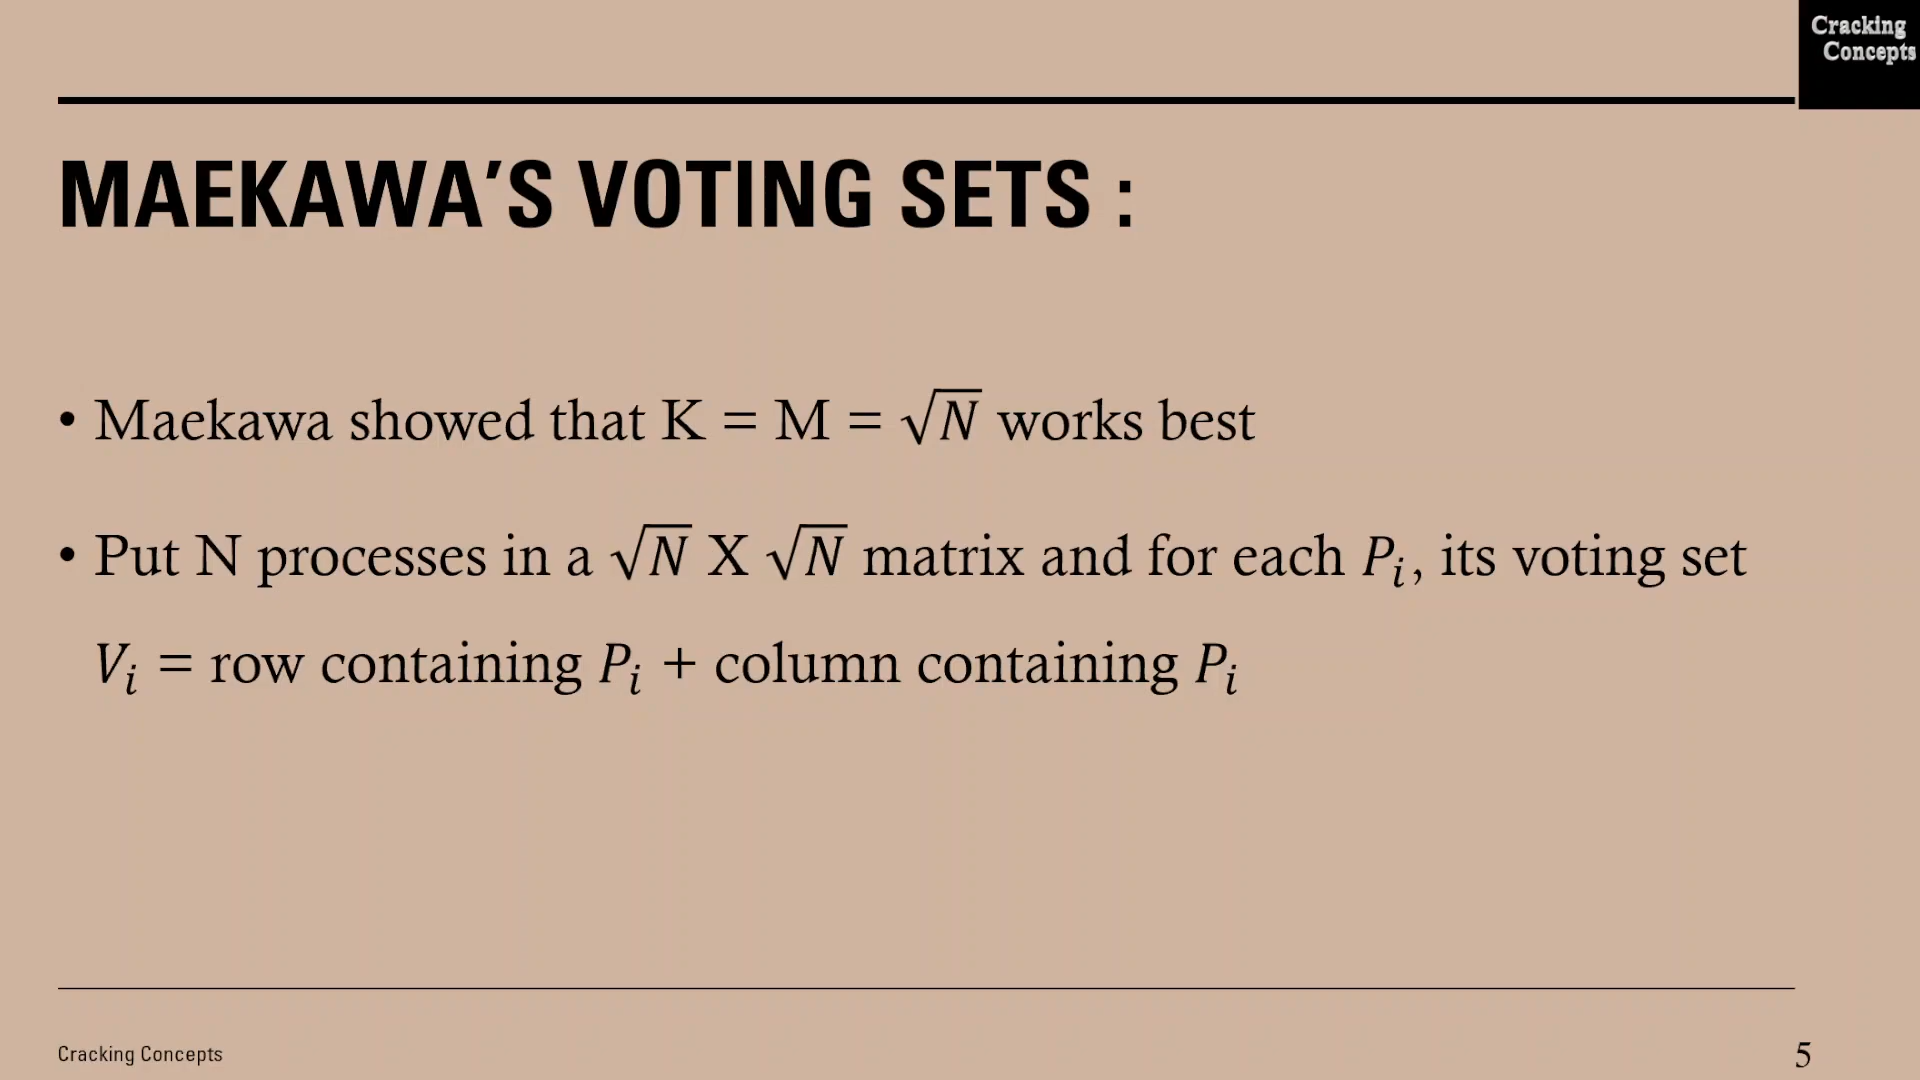 Cracking
Concepts
MAEKAWA’S VOTING SETS :
• Maekawa showed that K = M = √N works best
• Put N processes in a √N X √N matrix and for each Pᵢ, its voting set
Vᵢ = row containing Pᵢ + column containing Pᵢ
Cracking Concepts
5